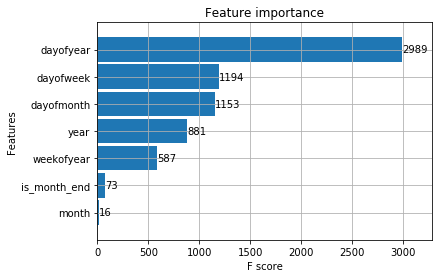 Feature importance
Features
dayofyear 2989
dayofweek 1194
dayofmonth 1153
year 881
weekofyear 587
is_month_end 73
month 16
0 500 1000 1500 2000 2500 3000
F score